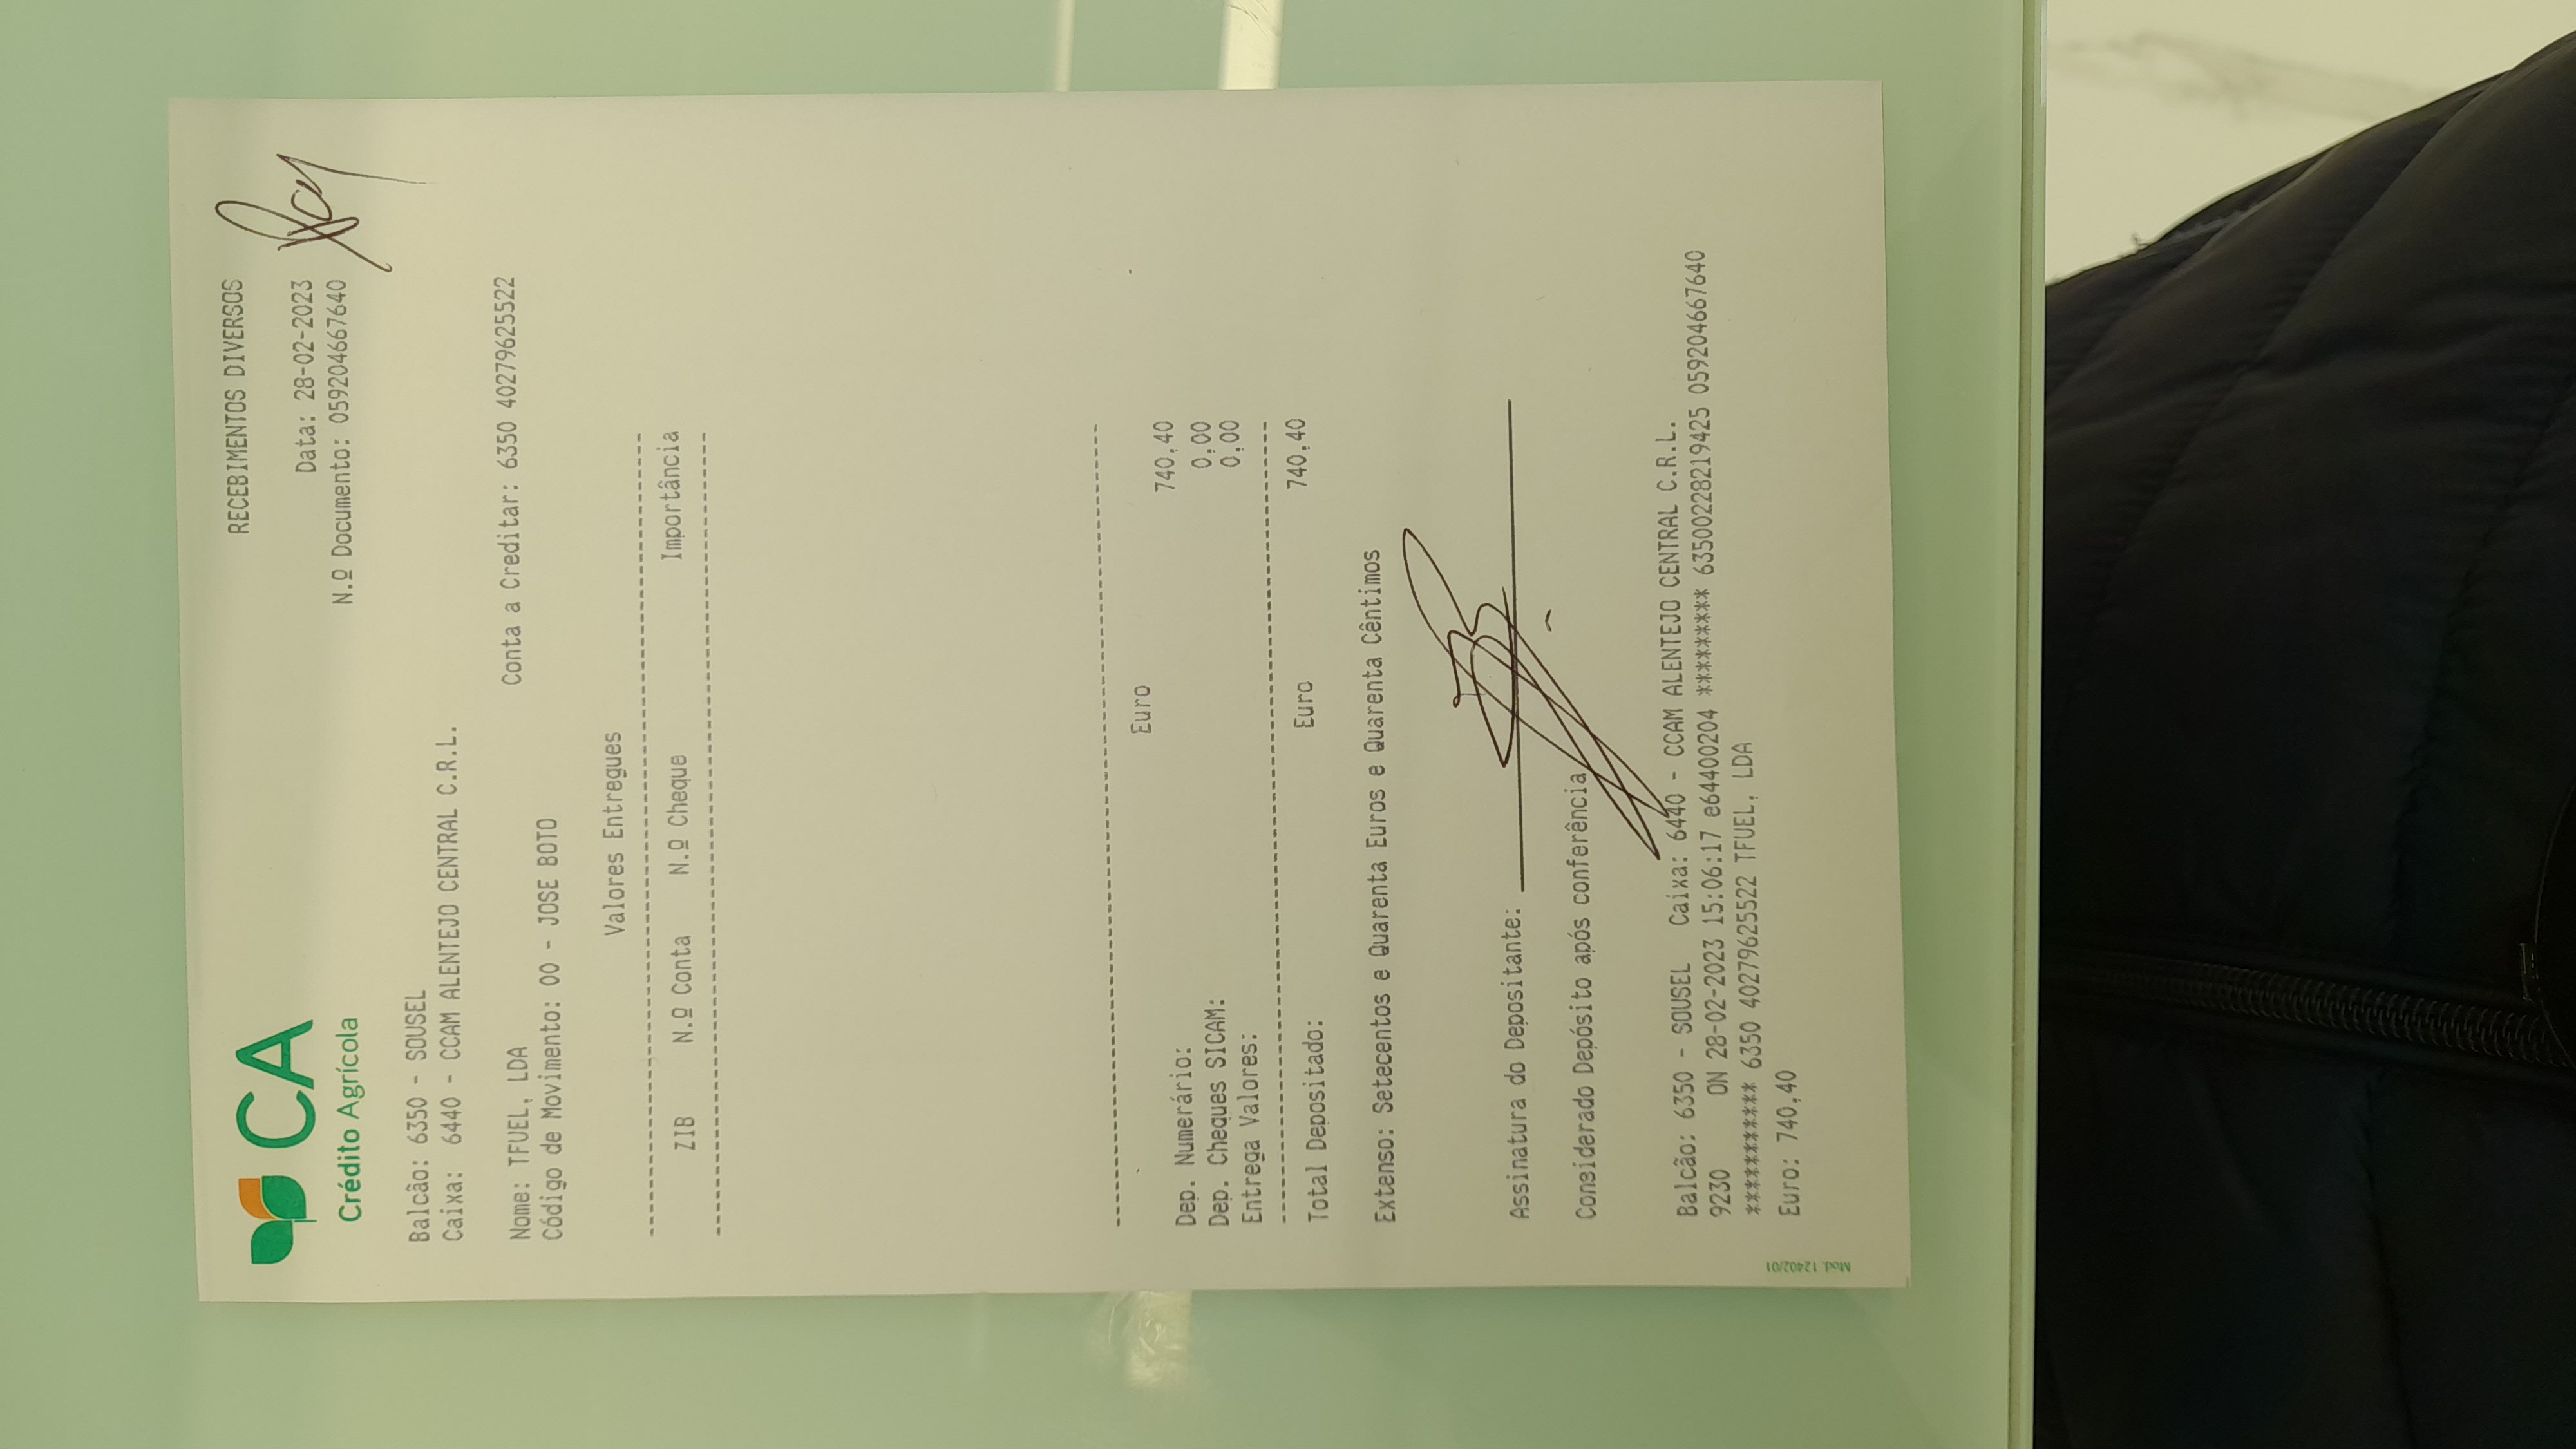 CA
Crédito Agrícola
RECEBIMENTOS DIVERSOS
Data: 28-02-2023
N.º Documento: 059204667640
Balcão: 6350 - SOUSEL
Caixa: 6440 - CCAM ALENTEJO CENTRAL C.R.L.
Conta a Creditar: 6350 40279625522
Nome: TFUEL, LDA
Código de Movimento: 00 - JOSE BOTO
Valores Entregues
ZIB N.º Conta N.º Cheque Importância
Euro
Dep. Numerário: 740,40
Dep. Cheques SICAM: 0,00
Entrega Valores: 0,00
Total Depositado: Euro 740,40
Extenso: Setecentos e Quarenta Euros e Quarenta Cêntimos
Assinatura do Depositante:
Considerado Depósito após conferência
Balcão: 6350 - SOUSEL Caixa: 6440 - CCAM ALENTEJO CENTRAL C.R.L.
9230 ON 28-02-2023 15:06:17 e64400204 ********* 63500228219425 059204667640
*********** 6350 40279625522 TFUEL, LDA
Euro: 740,40
Mod. 12402/01